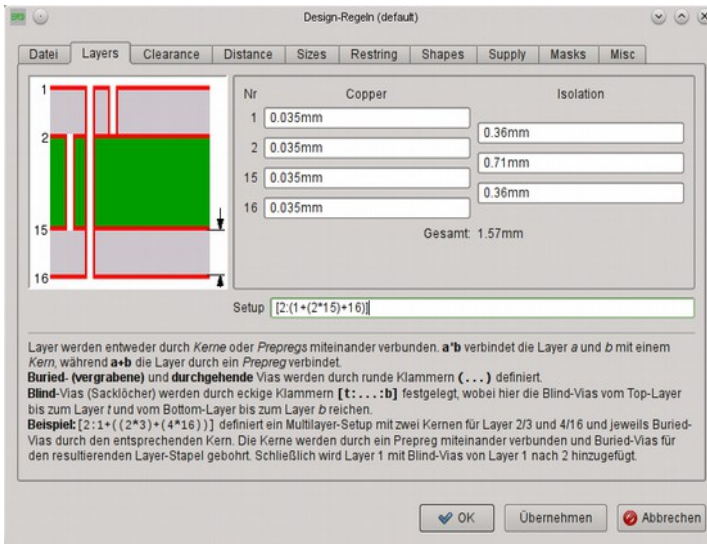 Design-Regeln (default)
Datei Layers Clearance Distance Sizes Restring Shapes Supply Masks Misc
1
2
15
16
Nr Copper Isolation
1 0.035mm
0.36mm
2 0.035mm
0.71mm
15 0.035mm
0.36mm
16 0.035mm
Gesamt: 1.57mm
Setup [2:(1+(2*15)+16)]
Layer werden entweder durch Kerne oder Prepregs miteinander verbunden. a*b verbindet die Layer a und b mit einem
Kern, während a+b die Layer durch ein Prepreg verbindet.
Buried- (vergrabene) und durchgehende Vias werden durch runde Klammern (...) definiert.
Blind-Vias (Sacklöcher) werden durch eckige Klammern [t:...:b] festgelegt, wobei hier die Blind-Vias vom Top-Layer
bis zum Layer t und vom Bottom-Layer bis zum Layer b reichen.
Beispiel: [2:1+((2*3)+(4*16))] definiert ein Multilayer-Setup mit zwei Kernen für Layer 2/3 und 4/16 und jeweils Buried-
Vias durch den entsprechenden Kern. Die Kerne werden durch ein Prepreg miteinander verbunden und Buried-Vias für
den resultierenden Layer-Stapel gebohrt. Schließlich wird Layer 1 mit Blind-Vias von Layer 1 nach 2 hinzugefügt.
OK Übernehmen Abbrechen